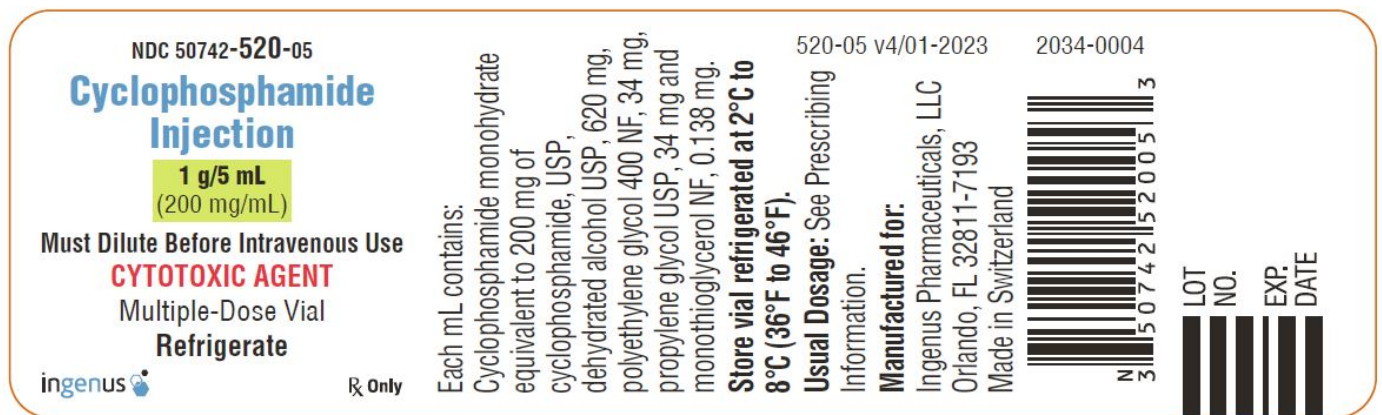 NDC 50742-520-05
Cyclophosphamide
Injection
1 g/5 mL
(200 mg/mL)
Must Dilute Before Intravenous Use
CYTOTOXIC AGENT
Multiple-Dose Vial
Refrigerate
ingenus
Rx Only
Each mL contains:
Cyclophosphamide monohydrate
equivalent to 200 mg of
cyclophosphamide, USP,
dehydrated alcohol USP, 620 mg,
polyethylene glycol 400 NF, 34 mg,
propylene glycol USP, 34 mg and
monothioglycerol NF, 0.138 mg.
Store vial refrigerated at 2°C to
8°C (36°F to 46°F).
Usual Dosage: See Prescribing
Information.
Manufactured for:
Ingenus Pharmaceuticals, LLC
Orlando, FL 32811-7193
Made in Switzerland
520-05 v4/01-2023 2034-0004
N
3 50742 52005 3
LOT
NO.
EXP.
DATE